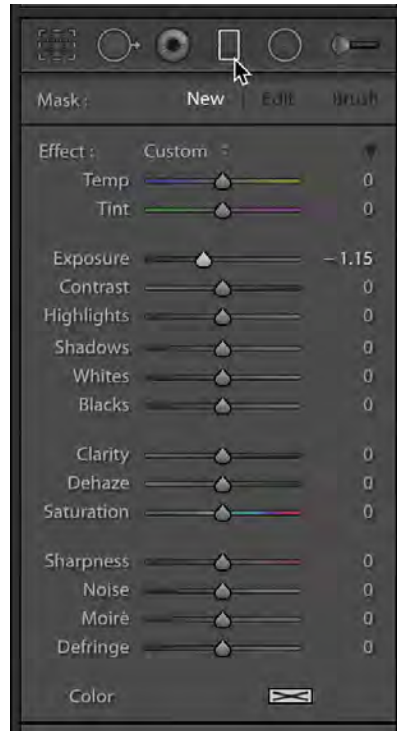 Mask : New | Edit Brush
Effect : Custom
Temp 0
Tint 0
Exposure – 1.15
Contrast 0
Highlights 0
Shadows 0
Whites 0
Blacks 0
Clarity 0
Dehaze 0
Saturation 0
Sharpness 0
Noise 0
Moiré 0
Defringe 0
Color